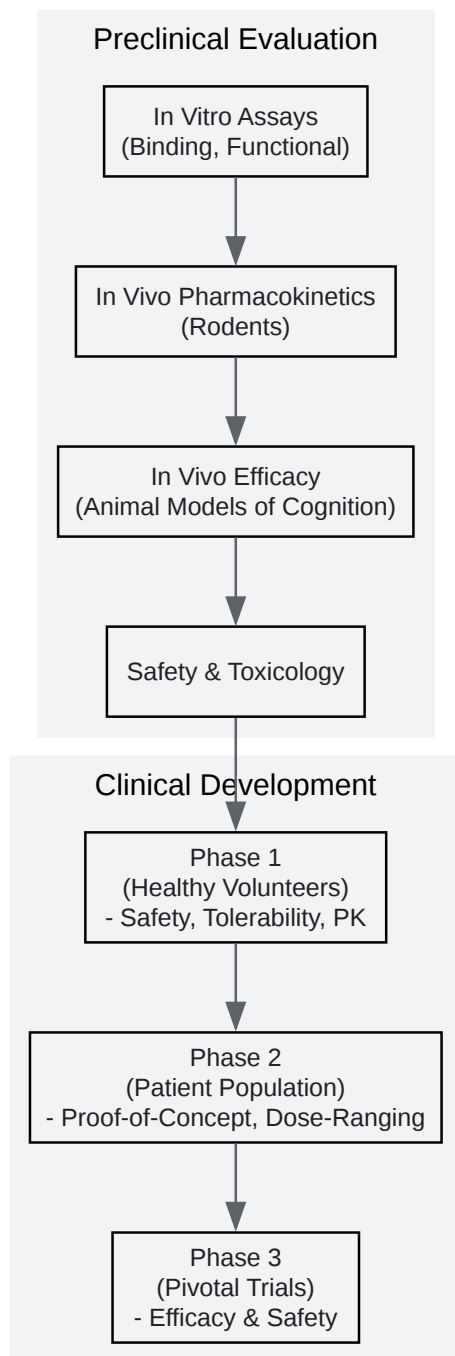 Preclinical Evaluation
In Vitro Assays
(Binding, Functional)
In Vivo Pharmacokinetics
(Rodents)
In Vivo Efficacy
(Animal Models of Cognition)
Safety & Toxicology
Clinical Development
Phase 1
(Healthy Volunteers)
- Safety, Tolerability, PK
Phase 2
(Patient Population)
- Proof-of-Concept, Dose-Ranging
Phase 3
(Pivotal Trials)
- Efficacy & Safety